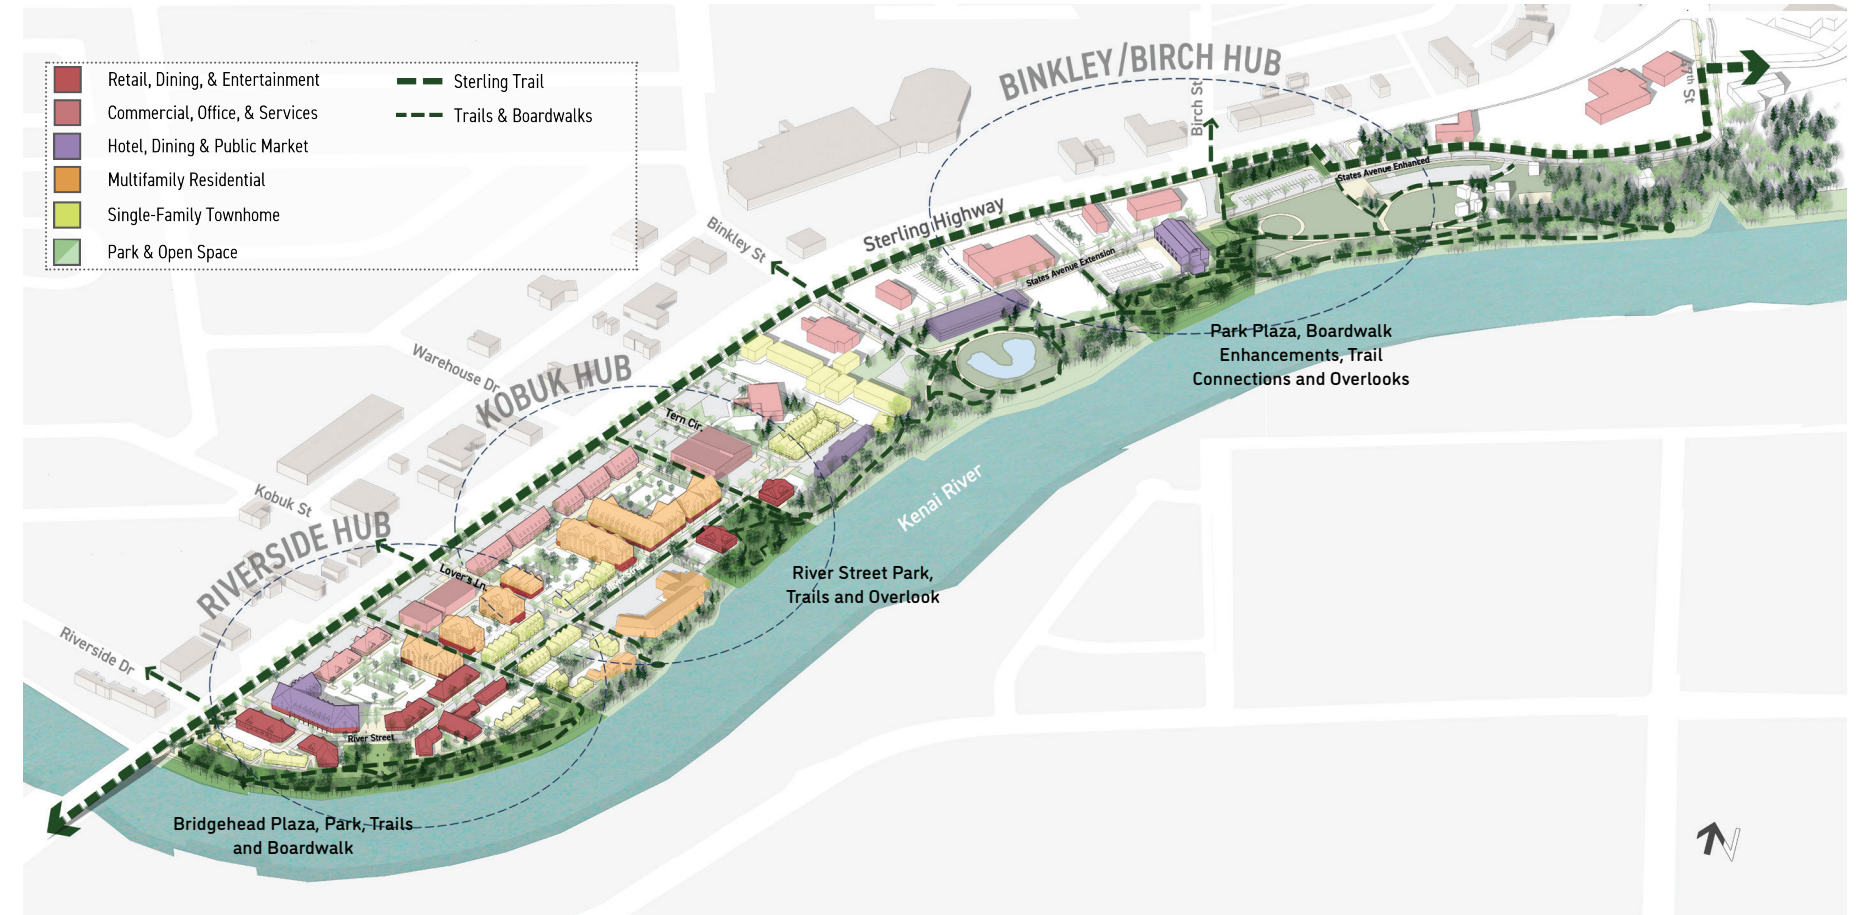 Retail, Dining, & Entertainment
Commercial, Office, & Services
Hotel, Dining & Public Market
Multifamily Residential
Single-Family Townhome
Park & Open Space
Sterling Trail
Trails & Boardwalks
BINKLEY/BIRCH HUB
Birch St
States Avenue Enhanced
Sterling Highway
States Avenue Extension
Binkley St
Park Plaza, Boardwalk
Enhancements, Trail
Connections and Overlooks
Warehouse Dr
KOBUK HUB
Tern Cir.
Kenai River
Kobuk St
RIVERSIDE HUB
Lover's Ln.
River Street Park,
Trails and Overlook
Riverside Dr
River Street
Bridgehead Plaza, Park, Trails
and Boardwalk
N